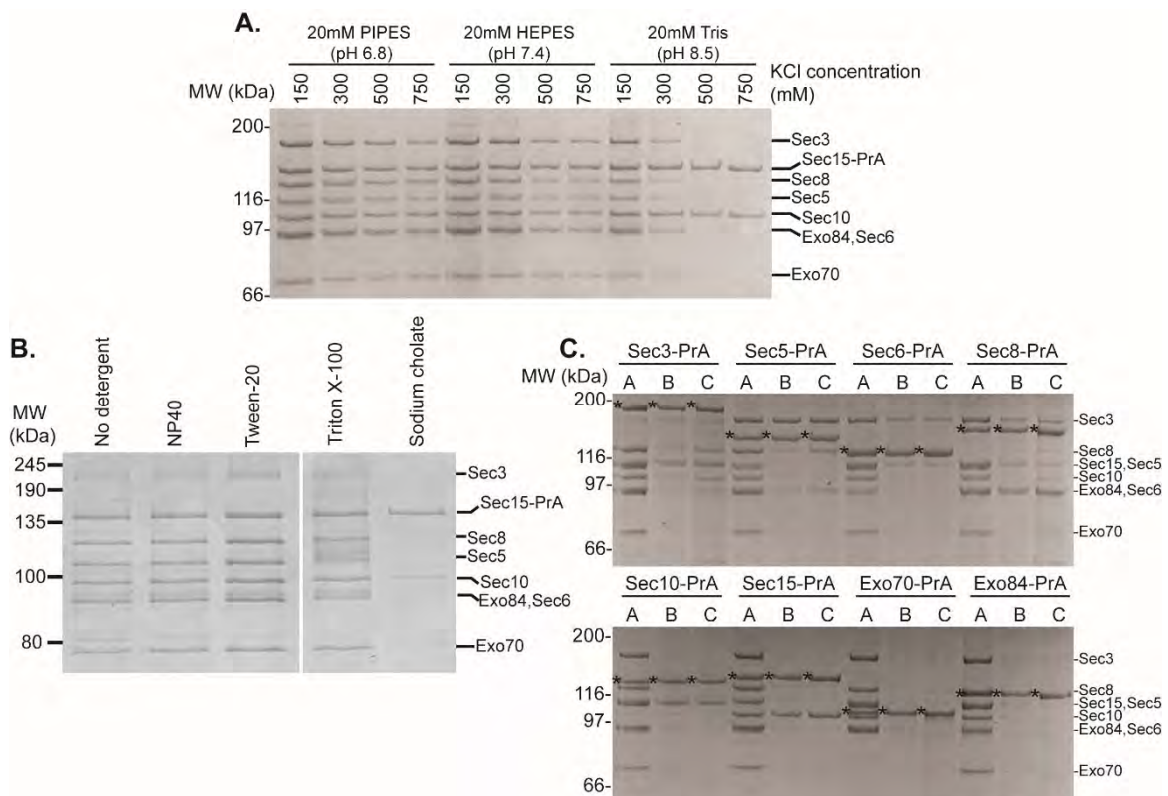 A.
20mM PIPES 20mM HEPES 20mM Tris
(pH 6.8) (pH 7.4) (pH 8.5)
MW (kDa) 150 300 500 750 150 300 500 750 150 300 500 750 KCl concentration
(mM)
200-
Sec3
Sec15-PrA
Sec8
116-
Sec5
Sec10
97-
Exo84,Sec6
Exo70
66-
B.
No detergent NP40 Tween-20 Triton X-100 Sodium cholate
MW
(kDa)
245
Sec3
190
Sec15-PrA
135
Sec8
Sec5
100
Sec10
Exo84,Sec6
80
Exo70
C.
Sec3-PrA Sec5-PrA Sec6-PrA Sec8-PrA
MW (kDa) A B C A B C A B C A B C
200-
* * * * * * * * * * * *
-Sec3
116-
-Sec8
-Sec15,Sec5
-Sec10
97-
-Exo84,Sec6
-Exo70
66-
Sec10-PrA Sec15-PrA Exo70-PrA Exo84-PrA
A B C A B C A B C A B C
200-
* * * * * * * * * * * *
-Sec3
116-
-Sec8
-Sec15,Sec5
-Sec10
97-
-Exo84,Sec6
-Exo70
66-